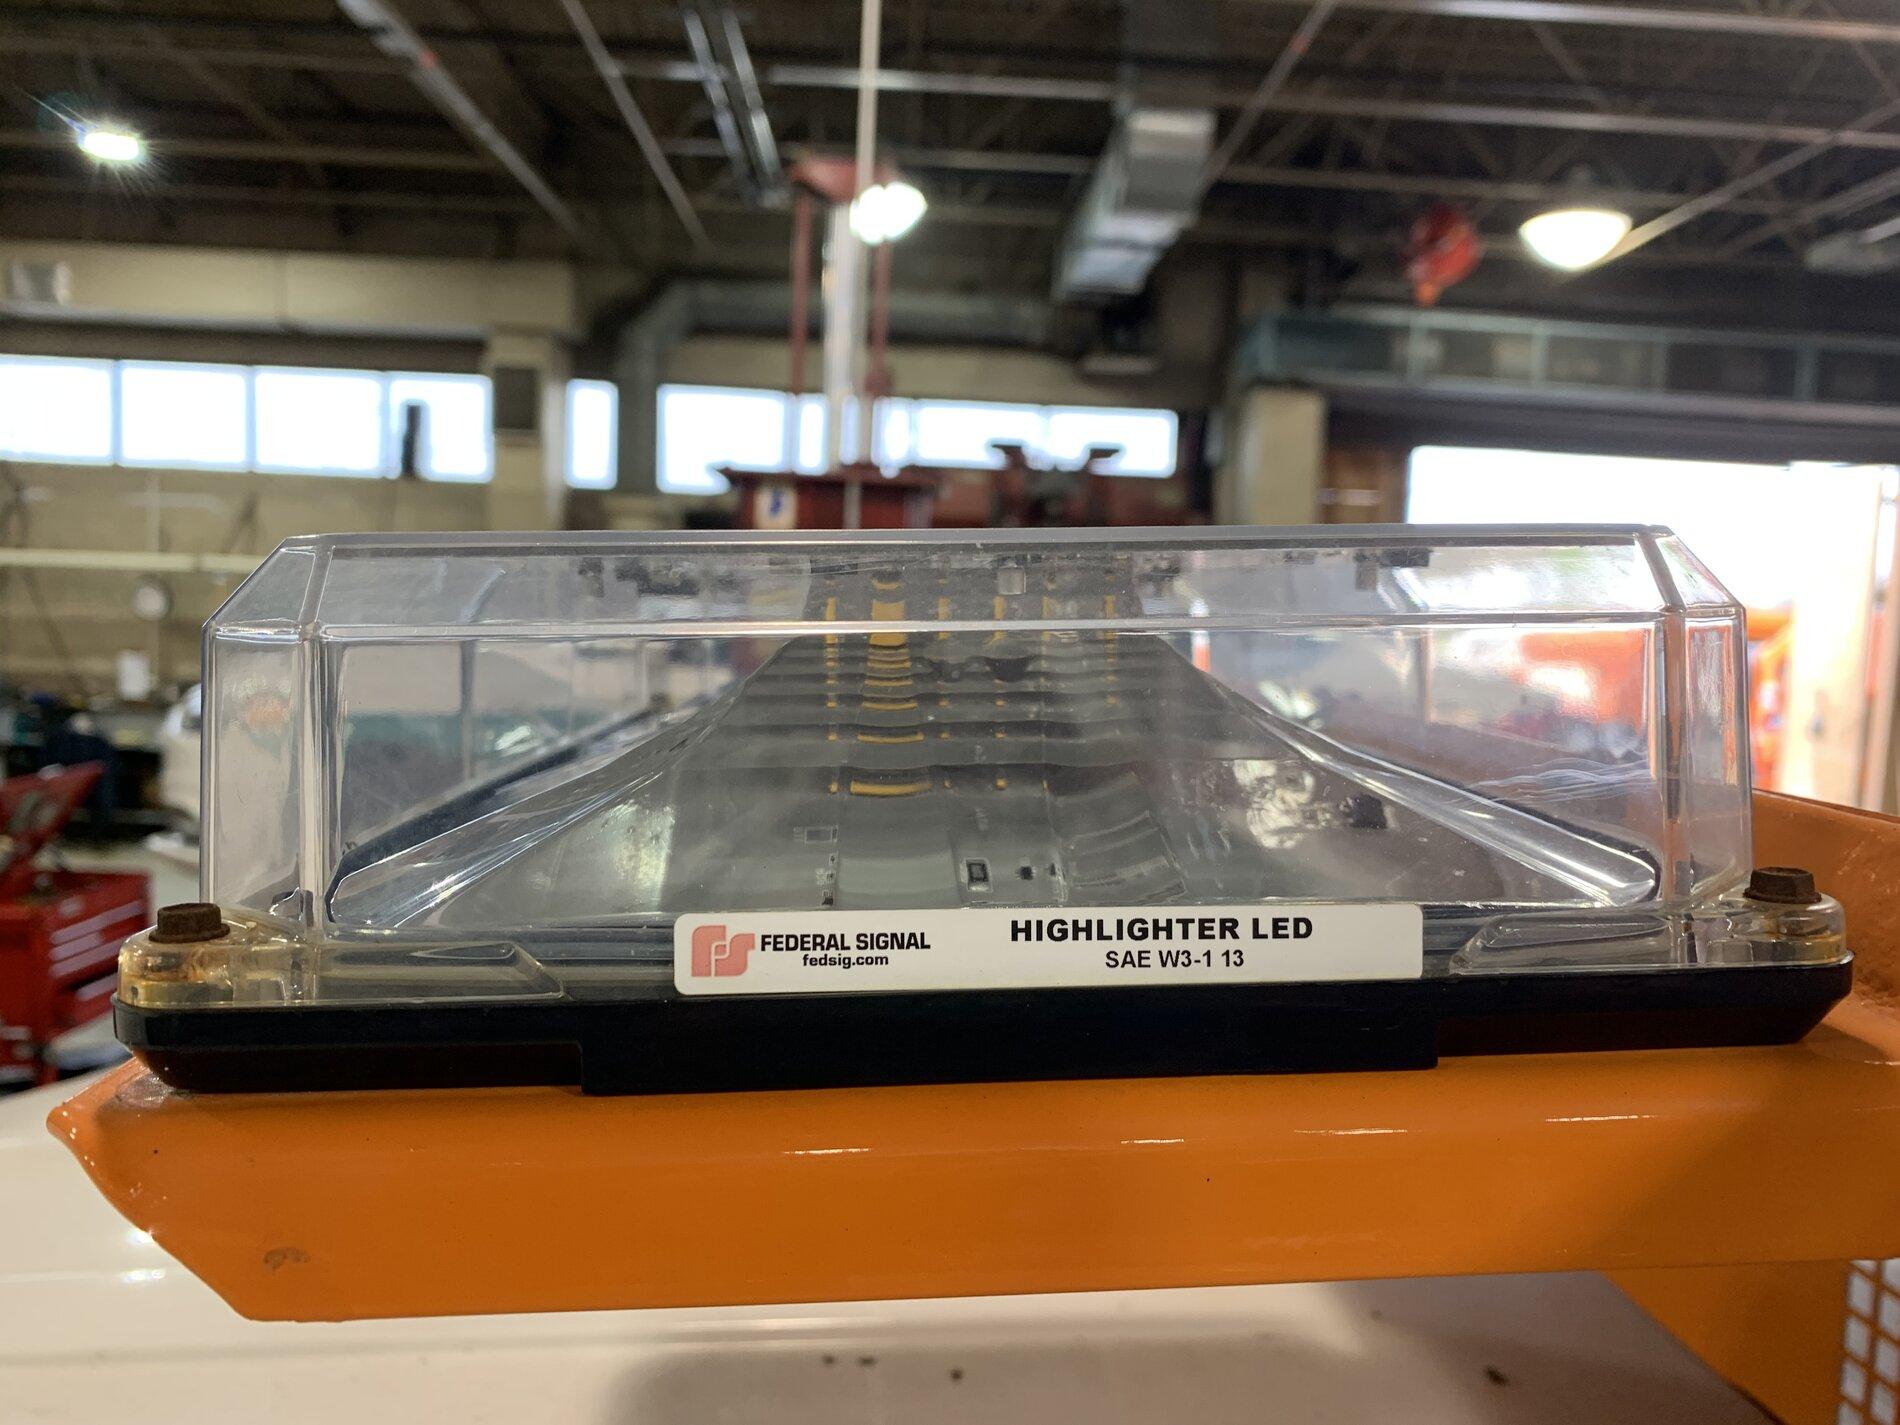 FEDERAL SIGNAL
fedsig.com
HIGHLIGHTER LED
SAE W3-1 13